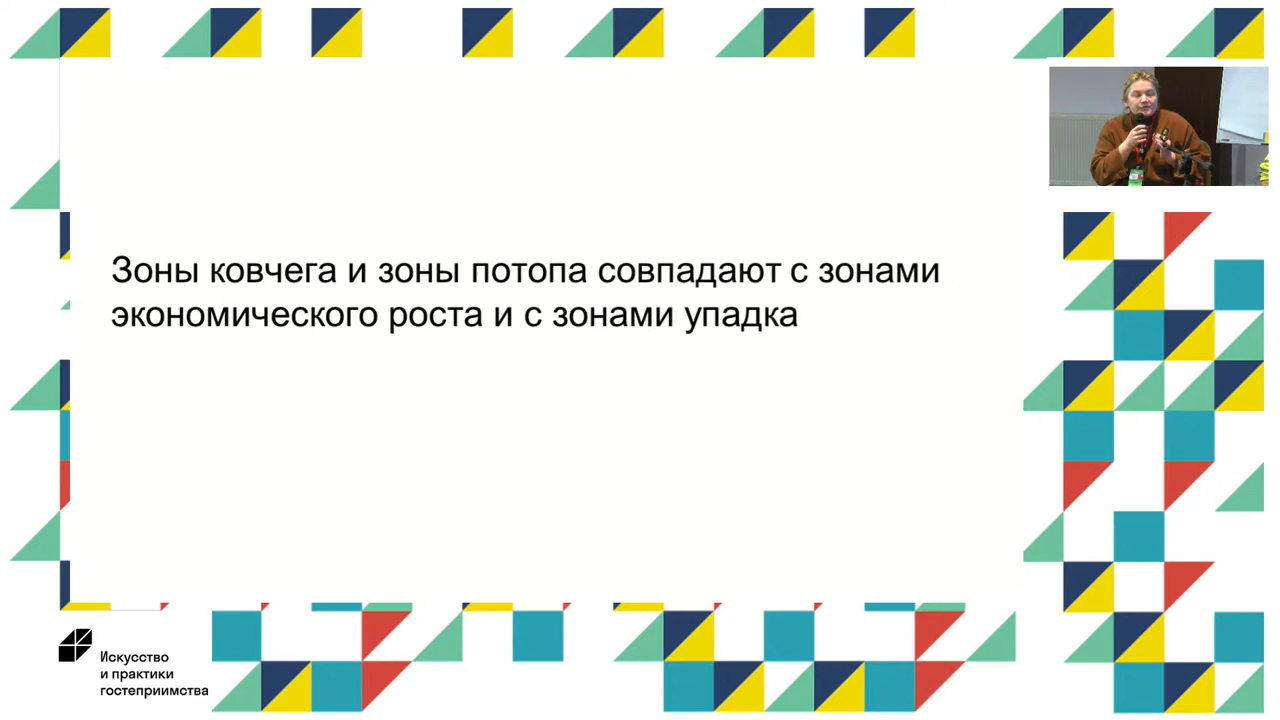 Зоны ковчега и зоны потопа совпадают с зонами
экономического роста и с зонами упадка
Искусство
и практики
гостеприимства